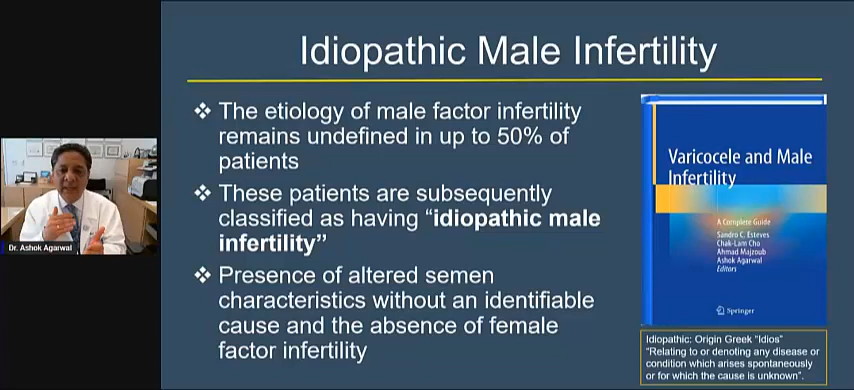 Idiopathic Male Infertility
❖ The etiology of male factor infertility
remains undefined in up to 50% of
patients
❖ These patients are subsequently
classified as having “idiopathic male
infertility”
❖ Presence of altered semen
characteristics without an identifiable
cause and the absence of female
factor infertility
Varicocele and Male
Infertility
A Complete Guide
Sandro C. Esteves
Chak-Lam Cho
Ahmad Majzoub
Ashok Agarwal
Editors
Springer
Idiopathic: Origin Greek “Idios”
“Relating to or denoting any disease or
condition which arises spontaneously
or for which the cause is unknown”.
Dr. Ashok Agarwal